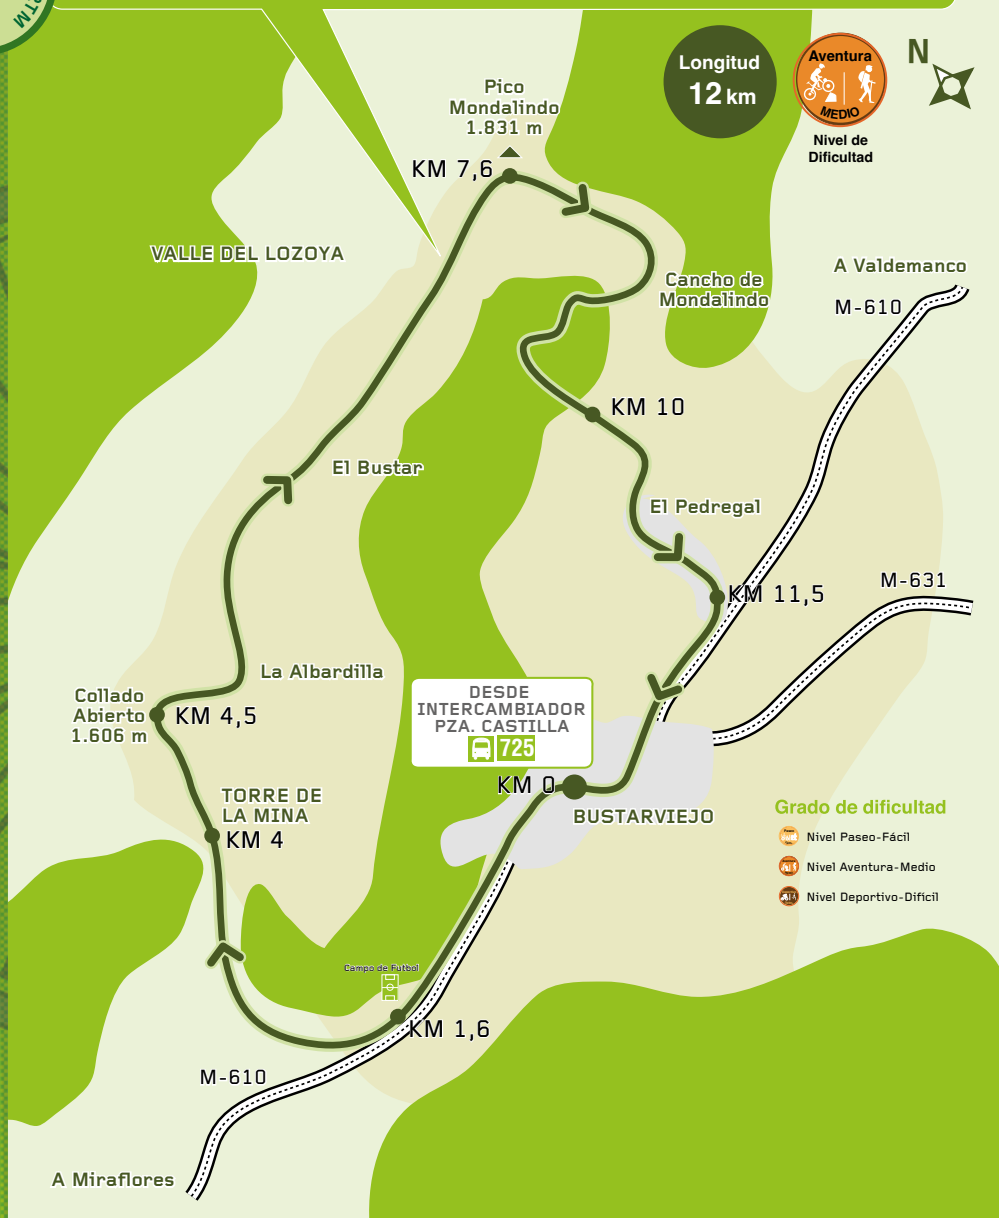 RTM
Longitud
12 km
Aventura
MEDIO
N
Nivel de
Dificultad
Pico
Mondalindo
1.831 m
KM 7,6
VALLE DEL LOZOYA
A Valdemanco
Cancho de
Mondalindo
M-610
KM 10
El Bustar
El Pedregal
M-631
KM 11,5
La Albardilla
Collado
Abierto
1.606 m
KM 4,5
DESDE
INTERCAMBIADOR
PZA. CASTILLA
725
KM 0
BUSTARVIEJO
TORRE DE
LA MINA
KM 4
Grado de dificultad
Nivel Paseo-Fácil
Nivel Aventura-Medio
Nivel Deportivo-Difícil
Campo de Futbol
KM 1,6
M-610
A Miraflores